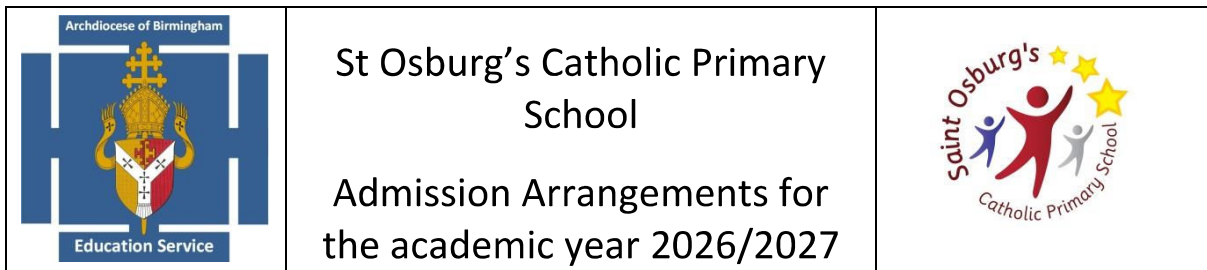 Archdiocese of Birmingham
Education Service
St Osburg’s Catholic Primary
School
Admission Arrangements for
the academic year 2026/2027
Saint Osburg's
Catholic Primary School